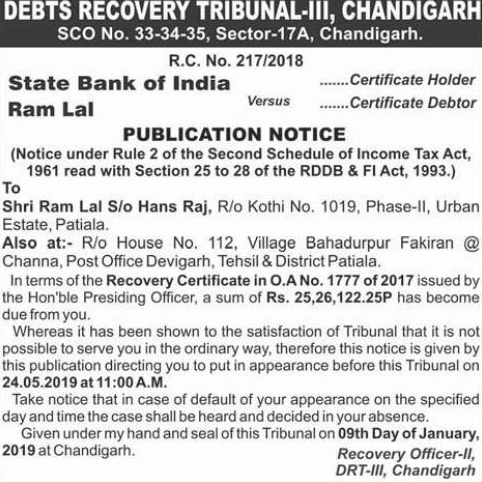 DEBTS RECOVERY TRIBUNAL-III, CHANDIGARH
SCO No. 33-34-35, Sector-17A, Chandigarh.
R.C. No. 217/2018
State Bank of India .......Certificate Holder
Versus
Ram Lal ......Certificate Debtor
PUBLICATION NOTICE
(Notice under Rule 2 of the Second Schedule of Income Tax Act,
1961 read with Section 25 to 28 of the RDDB & FI Act, 1993.)
To
Shri Ram Lal S/o Hans Raj, R/o Kothi No. 1019, Phase-II, Urban
Estate, Patiala.
Also at:- R/o House No. 112, Village Bahadurpur Fakiran @
Channa, Post Office Devigarh, Tehsil & District Patiala.
In terms of the Recovery Certificate in O.A No. 1777 of 2017 issued by
the Hon'ble Presiding Officer, a sum of Rs. 25,26,122.25P has become
due from you.
Whereas it has been shown to the satisfaction of Tribunal that it is not
possible to serve you in the ordinary way, therefore this notice is given by
this publication directing you to put in appearance before this Tribunal on
24.05.2019 at 11:00 A.M.
Take notice that in case of default of your appearance on the specified
day and time the case shall be heard and decided in your absence.
Given under my hand and seal of this Tribunal on 09th Day of January,
2019 at Chandigarh.
Recovery Officer-II,
DRT-III, Chandigarh